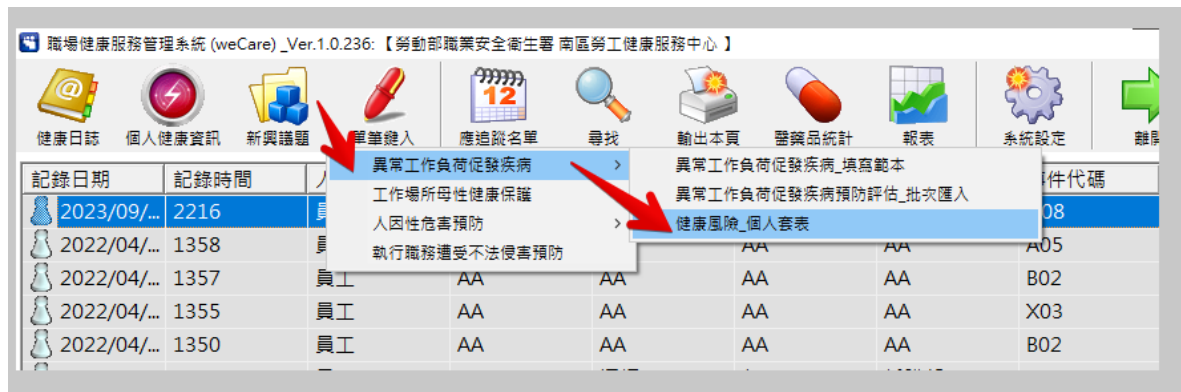 職場健康服務管理系統 (weCare) _Ver.1.0.236:【 勞動部職業安全衛生署 南區勞工健康服務中心 】
12
健康日誌 個人健康資訊 新興議題 單筆鍵入 應追蹤名單 尋找 輸出本頁 醫藥品統計 報表 系統設定
異常工作負荷促發疾病 >
工作場所母性健康保護
人因性危害預防 >
執行職務遭受不法侵害預防
異常工作負荷促發疾病_填寫範本
異常工作負荷促發疾病預防評估_批次匯入
健康風險_個人套表
記錄日期 記錄時間 件代碼
2023/09/... 2216 08
2022/04/... 1358 AA AA A05
2022/04/... 1357 員工 AA AA AA AA B02
2022/04/... 1355 員工 AA AA AA AA X03
2022/04/... 1350 員工 AA AA AA AA B02